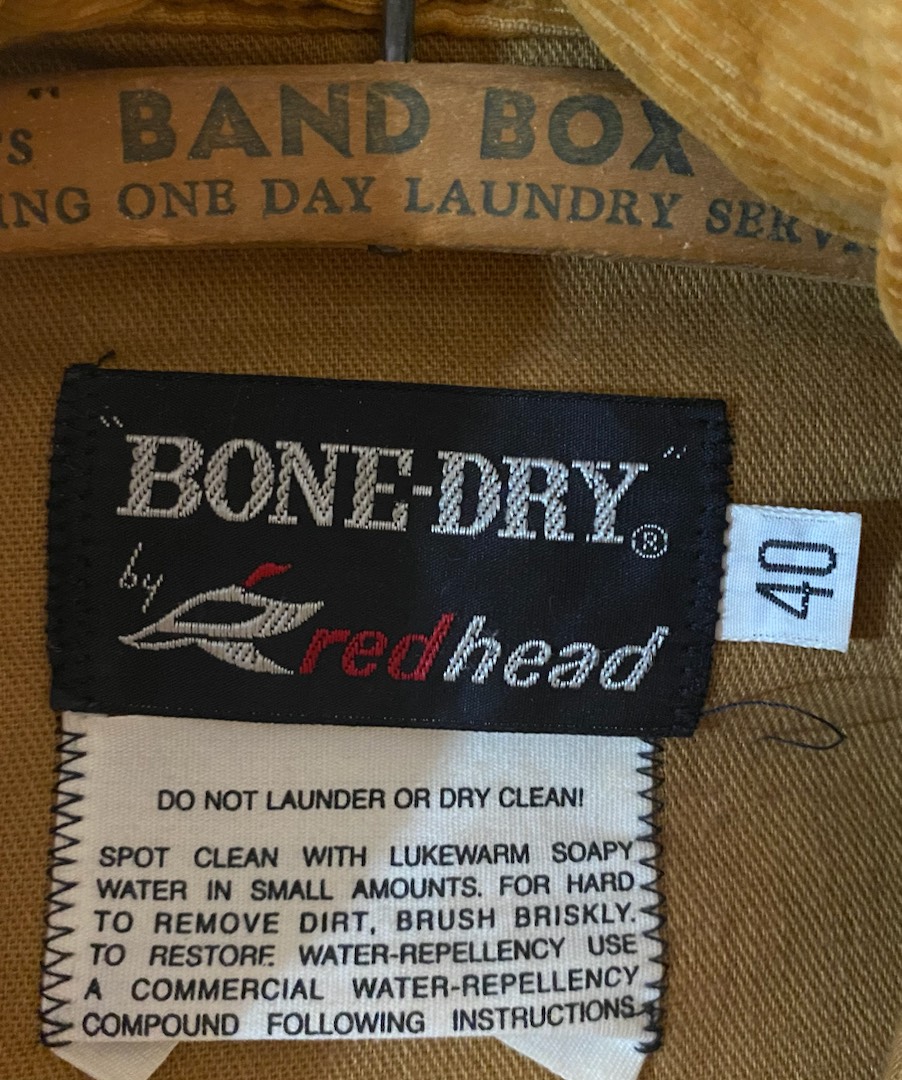 "BAND BOX
ONE DAY LAUNDRY
"BONE-DRY"®
by redhead
40
DO NOT LAUNDER OR DRY CLEAN!
SPOT CLEAN WITH LUKEWARM SOAPY
WATER IN SMALL AMOUNTS. FOR HARD
TO REMOVE DIRT, BRUSH BRISKLY.
TO RESTORE WATER-REPELLENCY USE
A COMMERCIAL WATER-REPELLENCY
COMPOUND FOLLOWING INSTRUCTIONS.